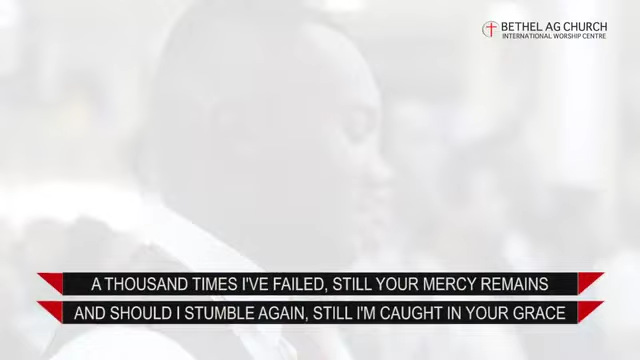 BETHEL AG CHURCH
INTERNATIONAL WORSHIP CENTRE
A THOUSAND TIMES I'VE FAILED, STILL YOUR MERCY REMAINS
AND SHOULD I STUMBLE AGAIN, STILL I'M CAUGHT IN YOUR GRACE